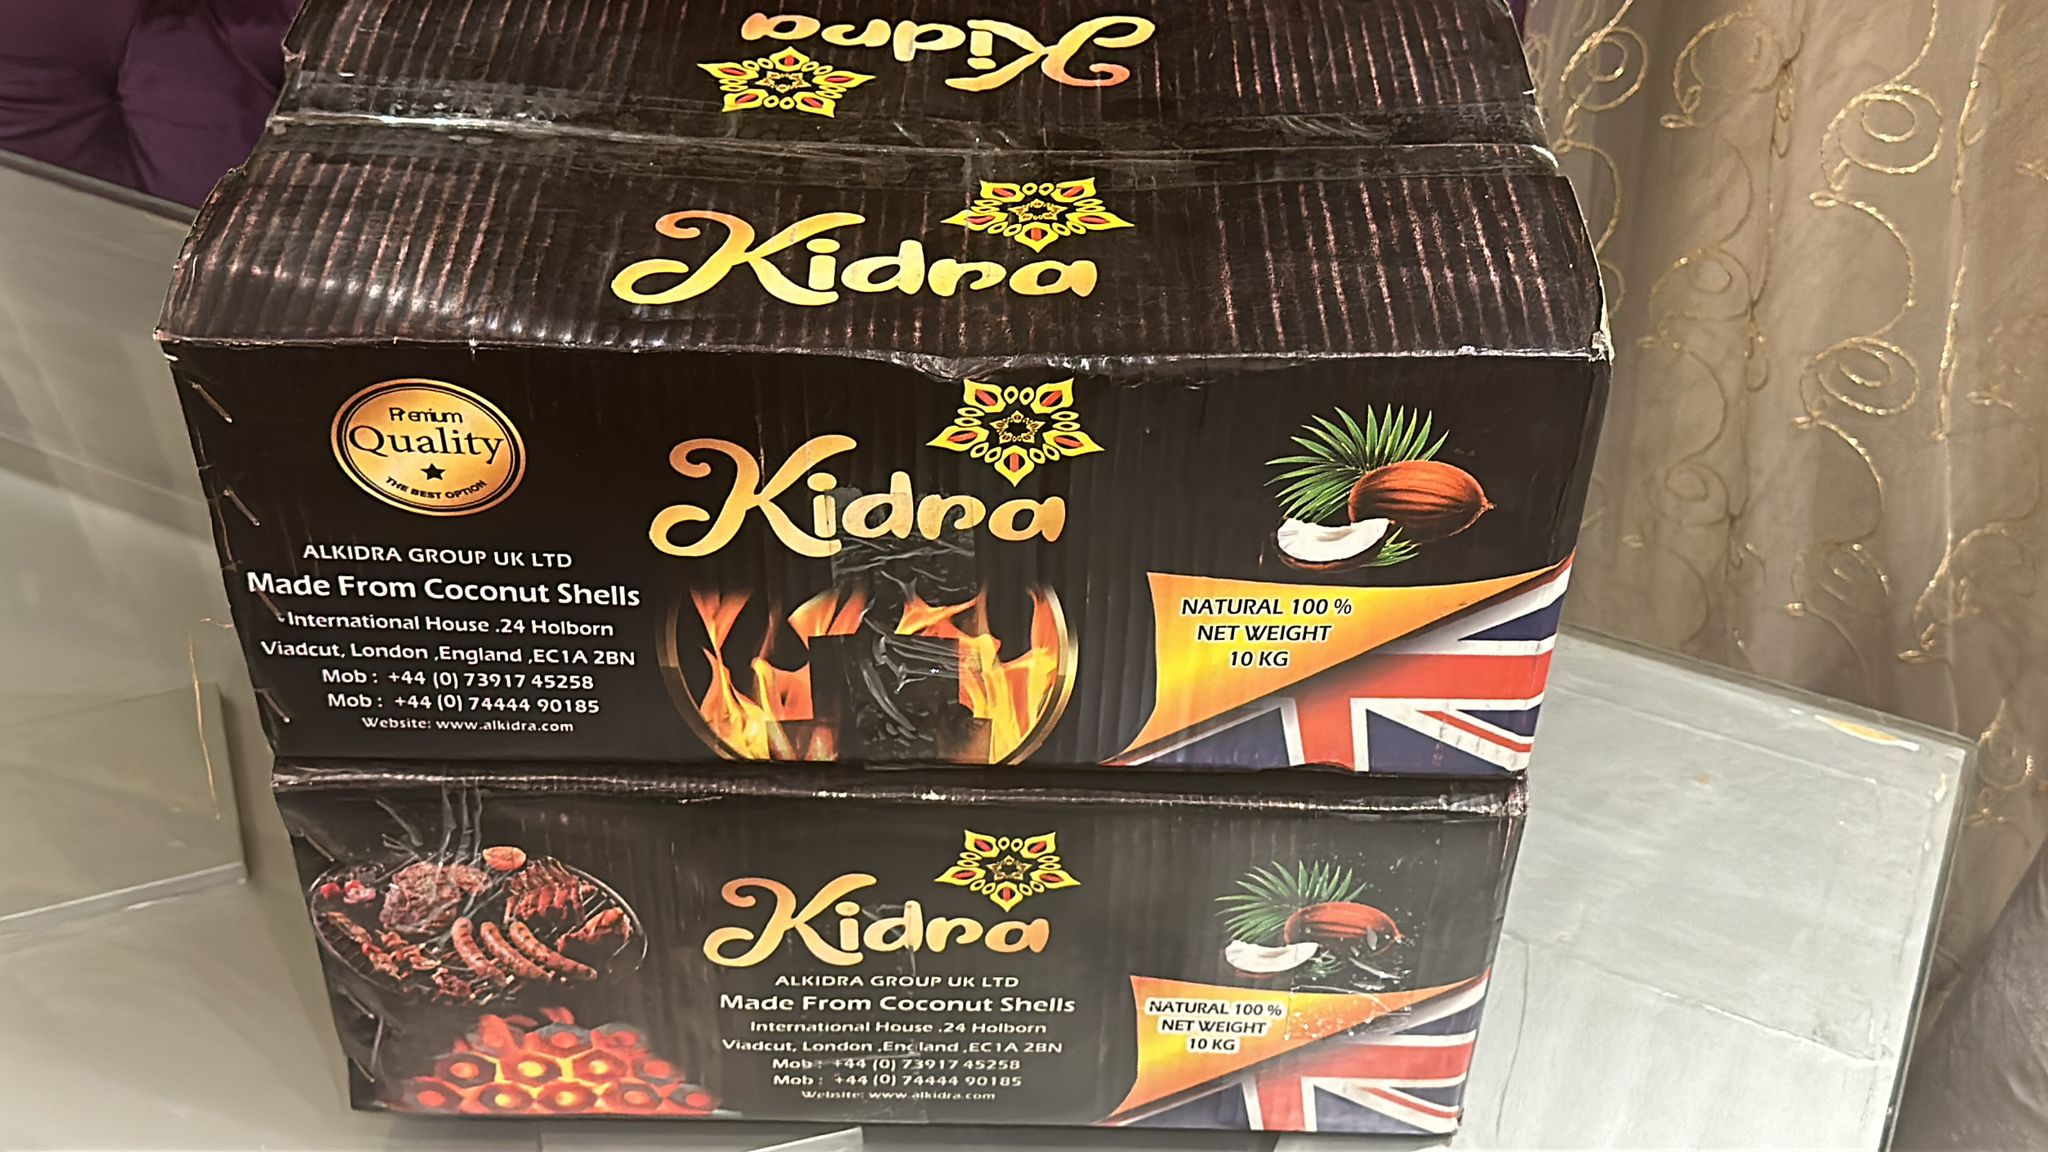 Kidra
Kidra
Premium
Quality
THE BEST OPTION
Kidra
ALKIDRA GROUP UK LTD
Made From Coconut Shells
International House .24 Holborn
Viadcut, London ,England ,EC1A 2BN
Mob : +44 (0) 73917 45258
Mob : +44 (0) 74444 90185
Website: www.alkidra.com
NATURAL 100 %
NET WEIGHT
10 KG
Kidra
ALKIDRA GROUP UK LTD
Made From Coconut Shells
International House .24 Holborn
Viadcut, London ,England ,EC1A 2BN
Mob : +44 (0) 73917 45258
Mob : +44 (0) 74444 90185
Website: www.alkidra.com
NATURAL 100 %
NET WEIGHT
10 KG